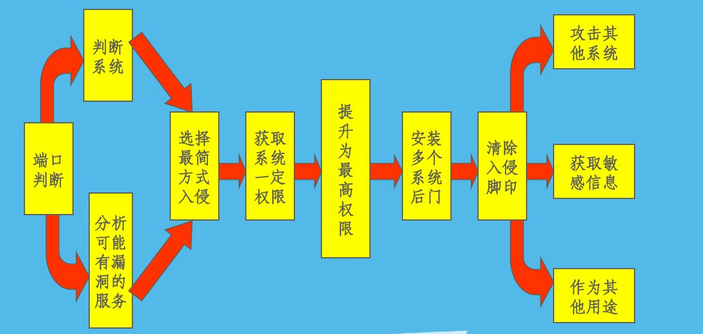 端口
判断
判断
系统
分析
可能
有漏
洞的
服务
选择
最简
方式
入侵
获取
系统
一定
权限
提
升
为
最
高
权
限
安装
多个
系统
后门
清除
入侵
脚印
攻击其
他系统
获取敏
感信息
作为其
他用途